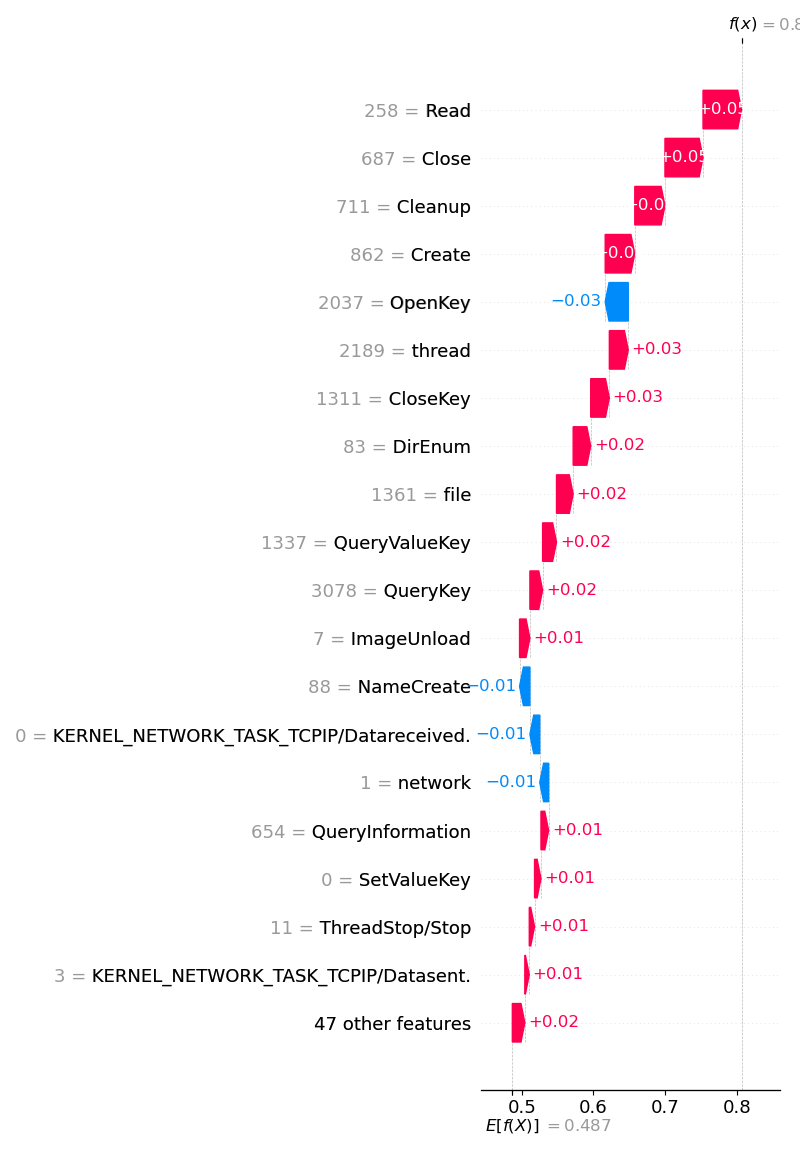 f(x) = 0.8
258 = Read +0.05
687 = Close +0.05
711 = Cleanup
862 = Create
2037 = OpenKey −0.03
2189 = thread +0.03
1311 = CloseKey +0.03
83 = DirEnum +0.02
1361 = file +0.02
1337 = QueryValueKey +0.02
3078 = QueryKey +0.02
7 = ImageUnload +0.01
88 = NameCreate −0.01
0 = KERNEL_NETWORK_TASK_TCPIP/Datareceived. −0.01
1 = network −0.01
654 = QueryInformation +0.01
0 = SetValueKey +0.01
11 = ThreadStop/Stop +0.01
3 = KERNEL_NETWORK_TASK_TCPIP/Datasent. +0.01
47 other features +0.02
0.5 0.6 0.7 0.8
E[f(X)] = 0.487